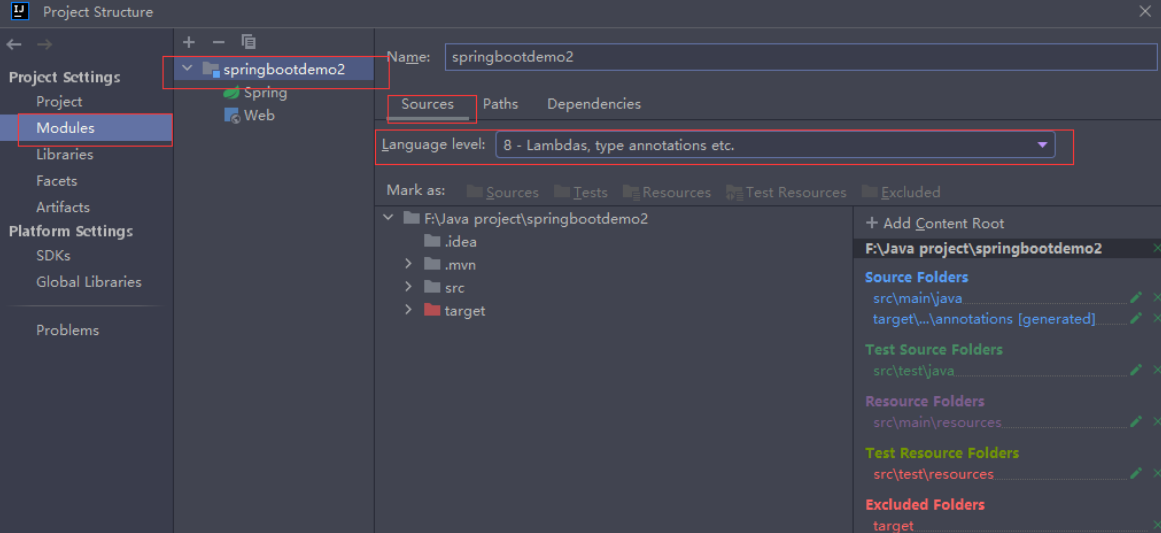 IJ
Project Structure
Project Settings
Project
Modules
Libraries
Facets
Artifacts
Platform Settings
SDKs
Global Libraries
Problems
springbootdemo2
Spring
Web
Name: springbootdemo2
Sources Paths Dependencies
Language level: 8 - Lambdas, type annotations etc.
Mark as: Sources Tests Resources Test Resources Excluded
F:\Java project\springbootdemo2
.idea
.mvn
src
target
+ Add Content Root
F:\Java project\springbootdemo2
Source Folders
src\main\java
target\...\annotations [generated]
Test Source Folders
src\test\java
Resource Folders
src\main\resources
Test Resource Folders
src\test\resources
Excluded Folders
target